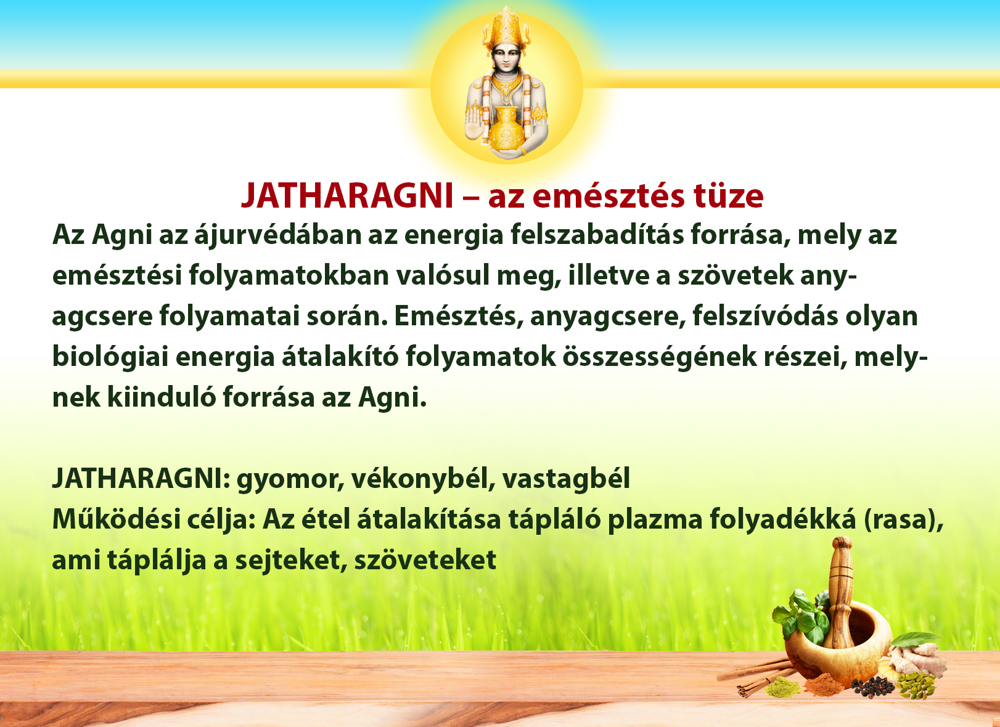 JATHARAGNI – az emésztés tüze
Az Agni az ájurvédában az energia felszabadítás forrása, mely az
emésztési folyamatokban valósul meg, illetve a szövetek any-
agcsere folyamatai során. Emésztés, anyagcsere, felszívódás olyan
biológiai energia átalakító folyamatok összességének részei, mely-
nek kiinduló forrása az Agni.
JATHARAGNI: gyomor, vékonybél, vastagbél
Működési célja: Az étel átalakítása tápláló plazma folyadékká (rasa),
ami táplálja a sejteket, szöveteket